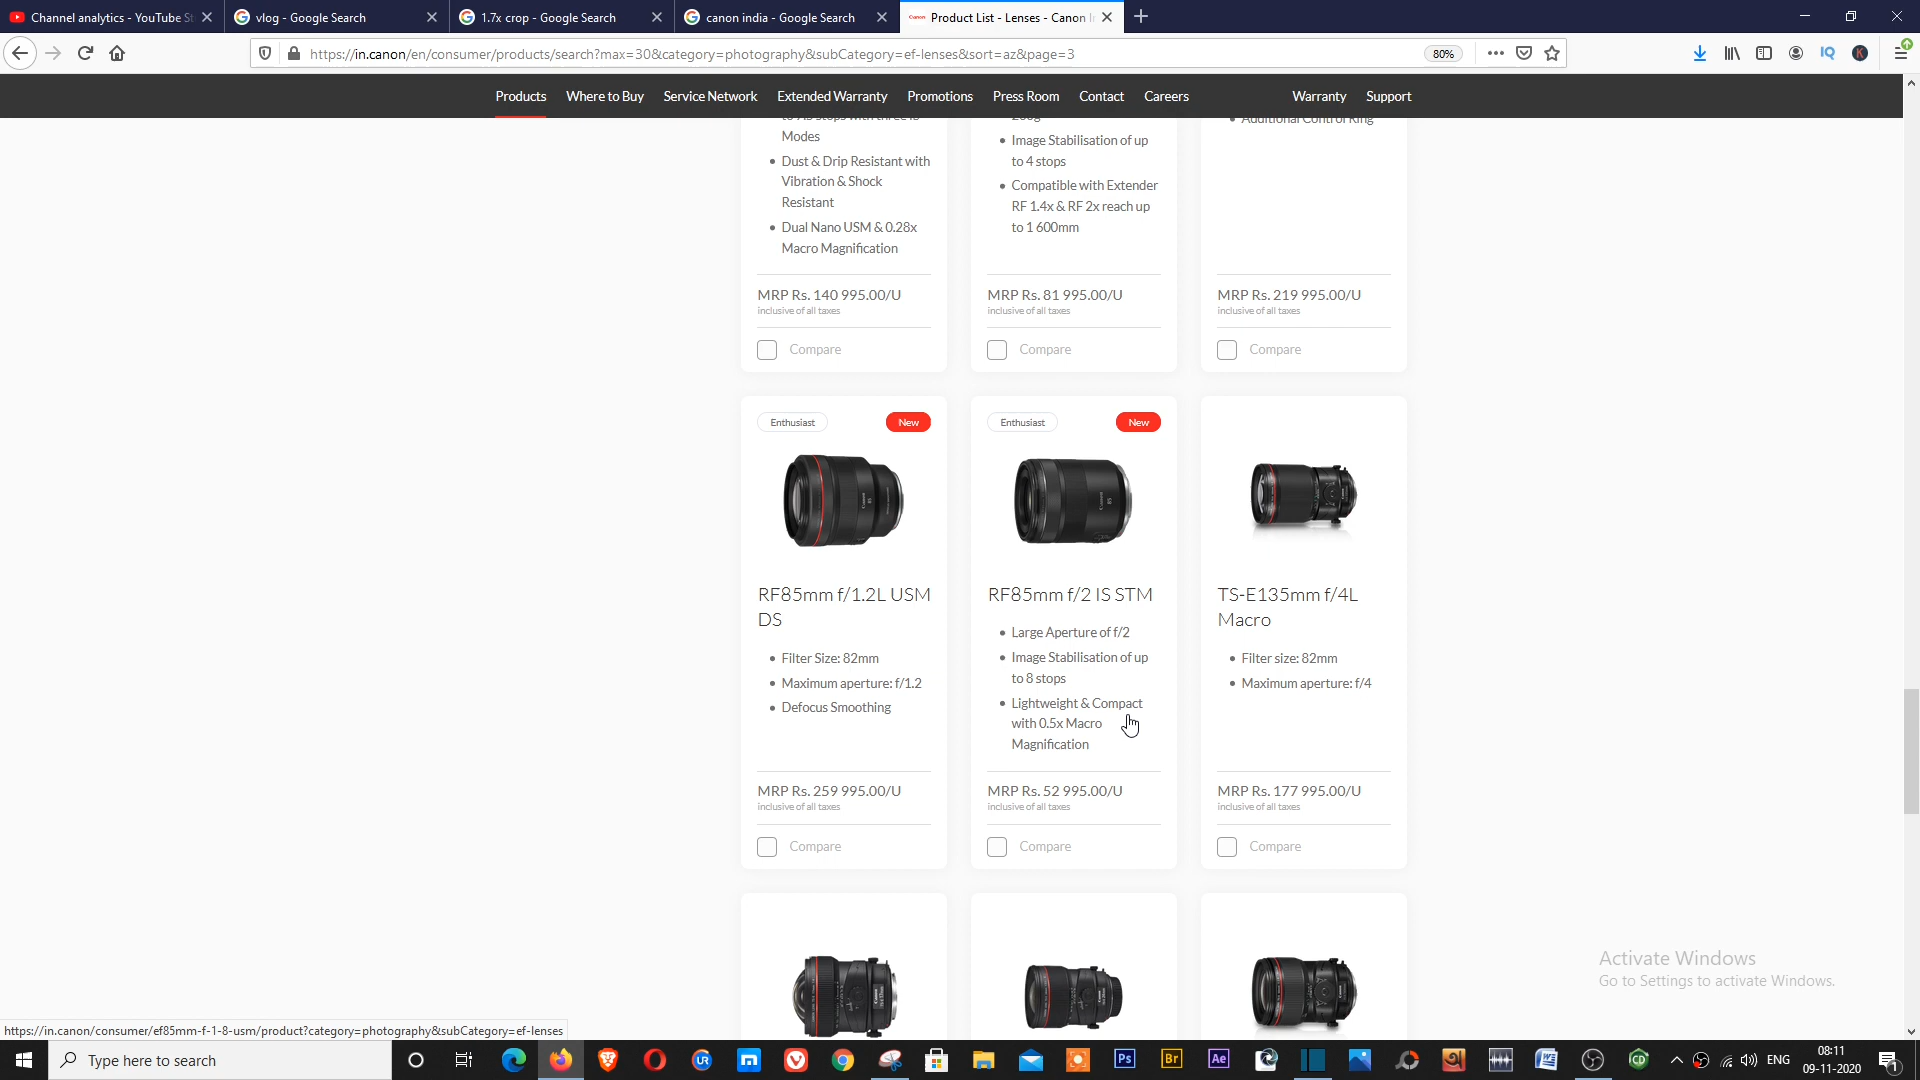 Channel analytics - YouTube St
vlog - Google Search
1.7x crop - Google Search
canon india - Google Search
Canon
Product List - Lenses - Canon I
https://in.canon/en/consumer/products/search?max=30&category=photography&subCategory=ef-lenses&sort=az&page=3
80%
IQ
K
Products
Where to Buy
Service Network
Extended Warranty
Promotions
Press Room
Contact
Careers
Warranty
Support
Modes
Dust & Drip Resistant with
Vibration & Shock
Resistant
Dual Nano USM & 0.28x
Macro Magnification
MRP Rs. 140 995.00/U
inclusive of all taxes
Compare
Image Stabilisation of up
to 4 stops
Compatible with Extender
RF 1.4x & RF 2x reach up
to 1 600mm
MRP Rs. 81 995.00/U
inclusive of all taxes
Compare
Additional Control Ring
MRP Rs. 219 995.00/U
inclusive of all taxes
Compare
Enthusiast
New
RF85mm f/1.2L USM
DS
Filter Size: 82mm
Maximum aperture: f/1.2
Defocus Smoothing
MRP Rs. 259 995.00/U
inclusive of all taxes
Compare
Enthusiast
New
RF85mm f/2 IS STM
Large Aperture of f/2
Image Stabilisation of up
to 8 stops
Lightweight & Compact
with 0.5x Macro
Magnification
MRP Rs. 52 995.00/U
inclusive of all taxes
Compare
TS-E135mm f/4L
Macro
Filter size: 82mm
Maximum aperture: f/4
MRP Rs. 177 995.00/U
inclusive of all taxes
Compare
Activate Windows
Go to Settings to activate Windows.
https://in.canon/consumer/ef85mm-f-1-8-usm/product?category=photography&subCategory=ef-lenses
Type here to search
UR
Ps
Br
Ae
CD
ENG
08:11
09-11-2020
1